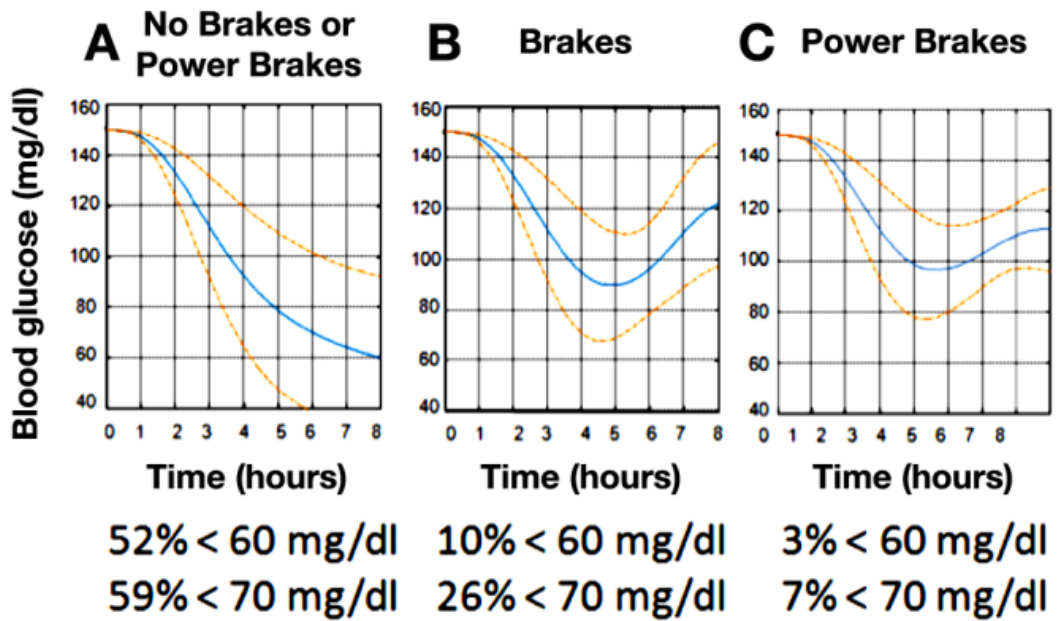 A No Brakes or
Power Brakes
B Brakes
C Power Brakes
Blood glucose (mg/dl)
160
140
120
100
80
60
40
0 1 2 3 4 5 6 7 8
Time (hours)
52% < 60 mg/dl
59% < 70 mg/dl
160
140
120
100
80
60
40
0 1 2 3 4 5 6 7 8
Time (hours)
10% < 60 mg/dl
26% < 70 mg/dl
160
140
120
100
80
60
40
0 1 2 3 4 5 6 7 8
Time (hours)
3% < 60 mg/dl
7% < 70 mg/dl